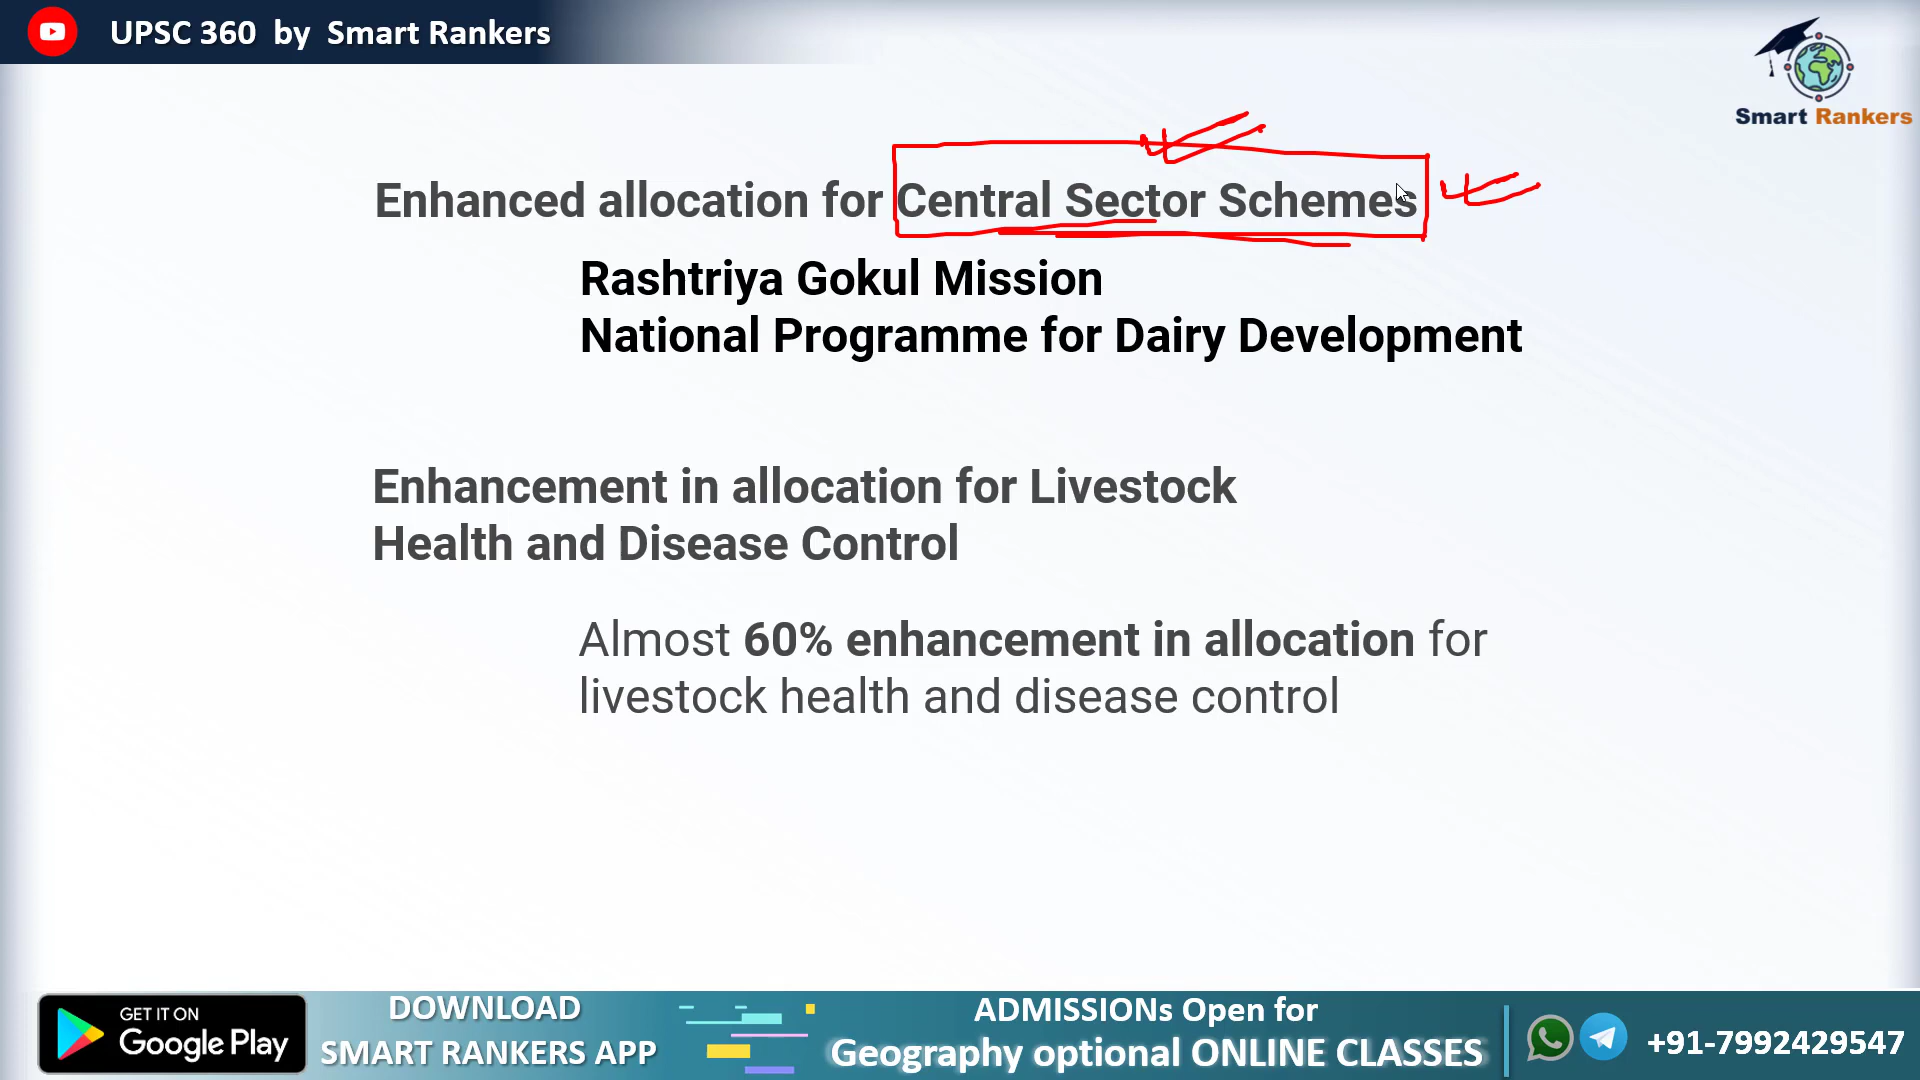 UPSC 360 by Smart Rankers
Smart Rankers
Enhanced allocation for Central Sector Schemes
Rashtriya Gokul Mission
National Programme for Dairy Development
Enhancement in allocation for Livestock
Health and Disease Control
Almost 60% enhancement in allocation for
livestock health and disease control
GET IT ON
Google Play
DOWNLOAD
SMART RANKERS APP
ADMISSIONs Open for
Geography optional ONLINE CLASSES
+91-7992429547